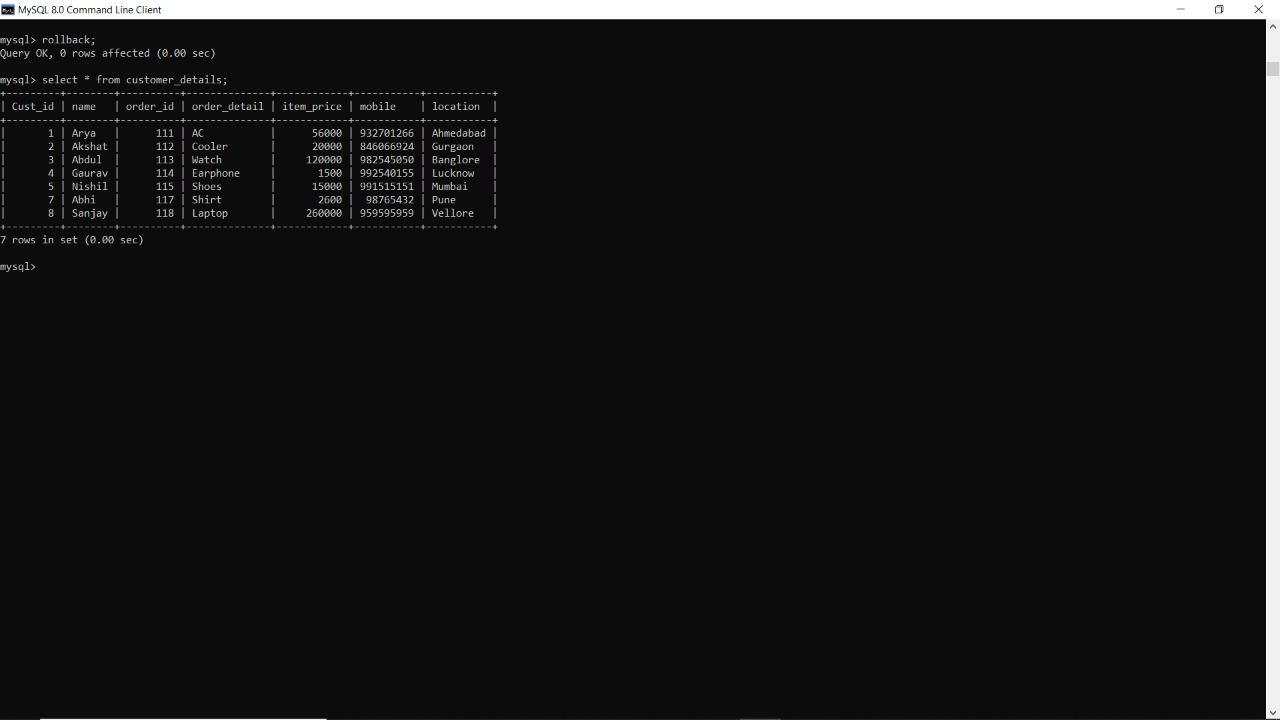 MySQL 8.0 Command Line Client
mysql> rollback;
Query OK, 0 rows affected (0.00 sec)
mysql> select * from customer_details;
+---------+--------+----------+--------------+------------+-----------+-----------+
| Cust_id | name   | order_id | order_detail | item_price | mobile    | location  |
+---------+--------+----------+--------------+------------+-----------+-----------+
|       1 | Arya   |      111 | AC           |      56000 | 932701266 | Ahmedabad |
|       2 | Akshat |      112 | Cooler       |      20000 | 846066924 | Gurgaon   |
|       3 | Abdul  |      113 | Watch        |     120000 | 982545050 | Banglore  |
|       4 | Gaurav |      114 | Earphone     |       1500 | 992540155 | Lucknow   |
|       5 | Nishil |      115 | Shoes        |      15000 | 991515151 | Mumbai    |
|       7 | Abhi   |      117 | Shirt        |       2600 |  98765432 | Pune      |
|       8 | Sanjay |      118 | Laptop       |     260000 | 959595959 | Vellore   |
+---------+--------+----------+--------------+------------+-----------+-----------+
7 rows in set (0.00 sec)
mysql>